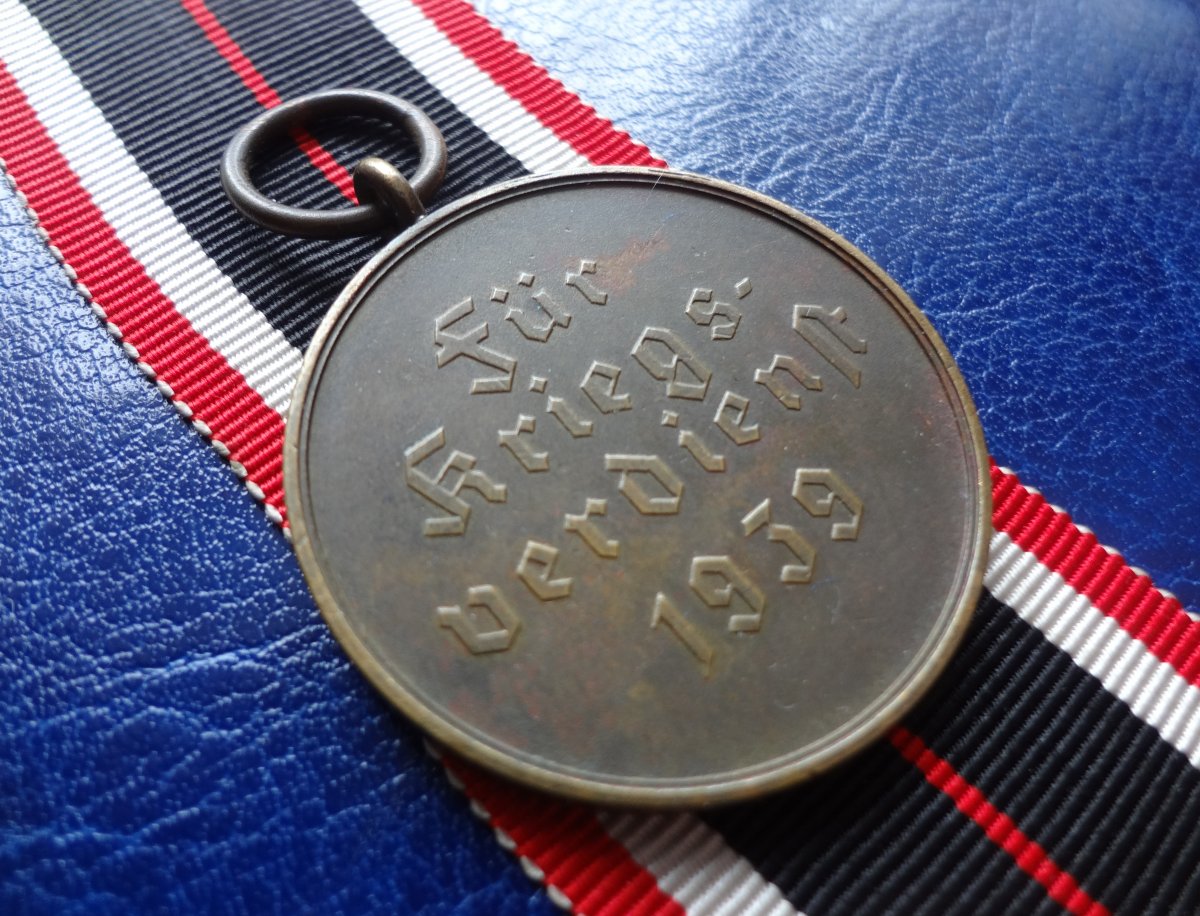 Für
Kriegs-
verdienſt
1939